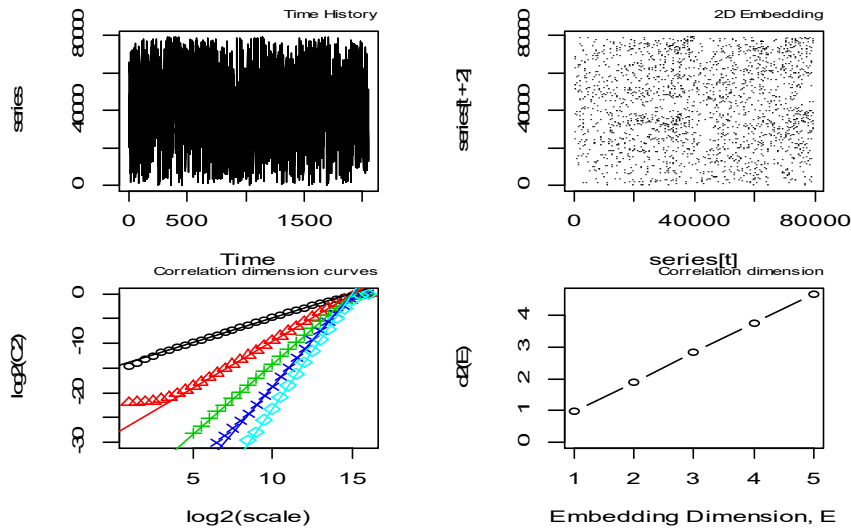 Time History
series
0
40000
80000
0
500
1500
Time
2D Embedding
series[t+2]
0
40000
80000
0
40000
80000
series[t]
Correlation dimension curves
log2(C2)
-30
-20
-10
0
5
10
15
log2(scale)
Correlation dimension
d2(E)
0
1
2
3
4
1
2
3
4
5
Embedding Dimension, E